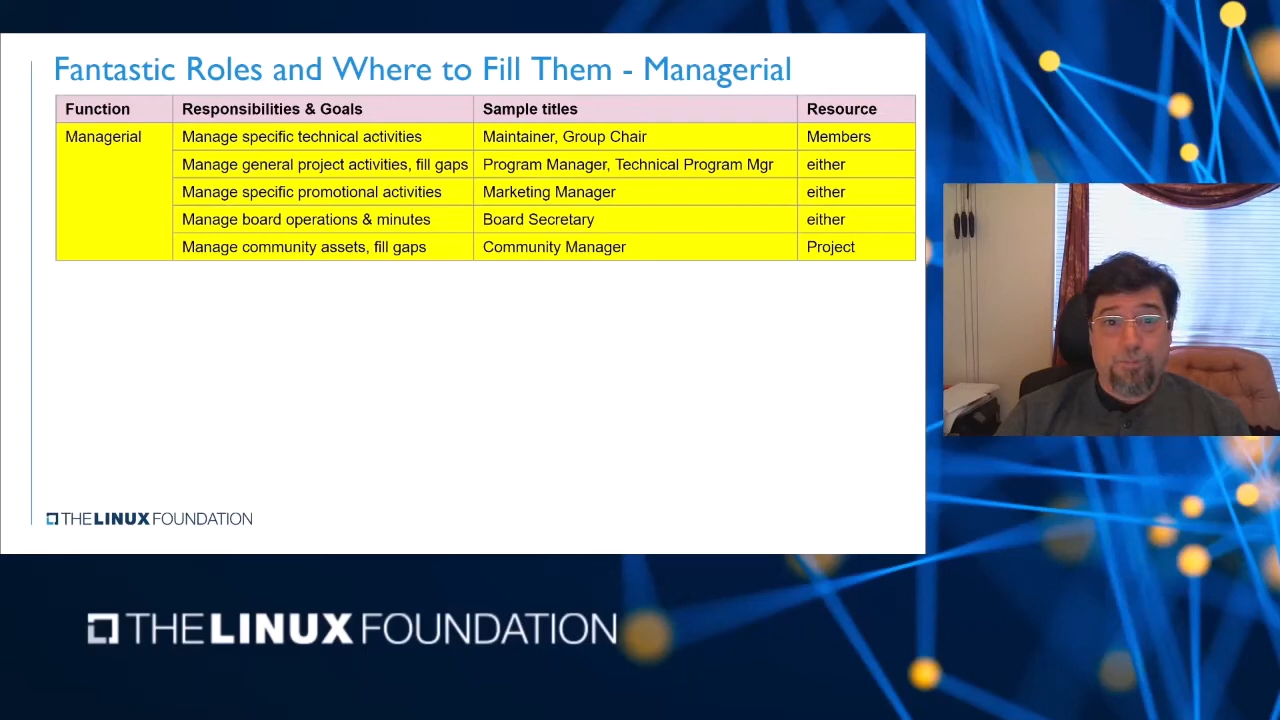 Fantastic Roles and Where to Fill Them - Managerial
Function Responsibilities & Goals Sample titles Resource
Managerial Manage specific technical activities Maintainer, Group Chair Members
Manage general project activities, fill gaps Program Manager, Technical Program Mgr either
Manage specific promotional activities Marketing Manager either
Manage board operations & minutes Board Secretary either
Manage community assets, fill gaps Community Manager Project
THE LINUX FOUNDATION
THE LINUX FOUNDATION